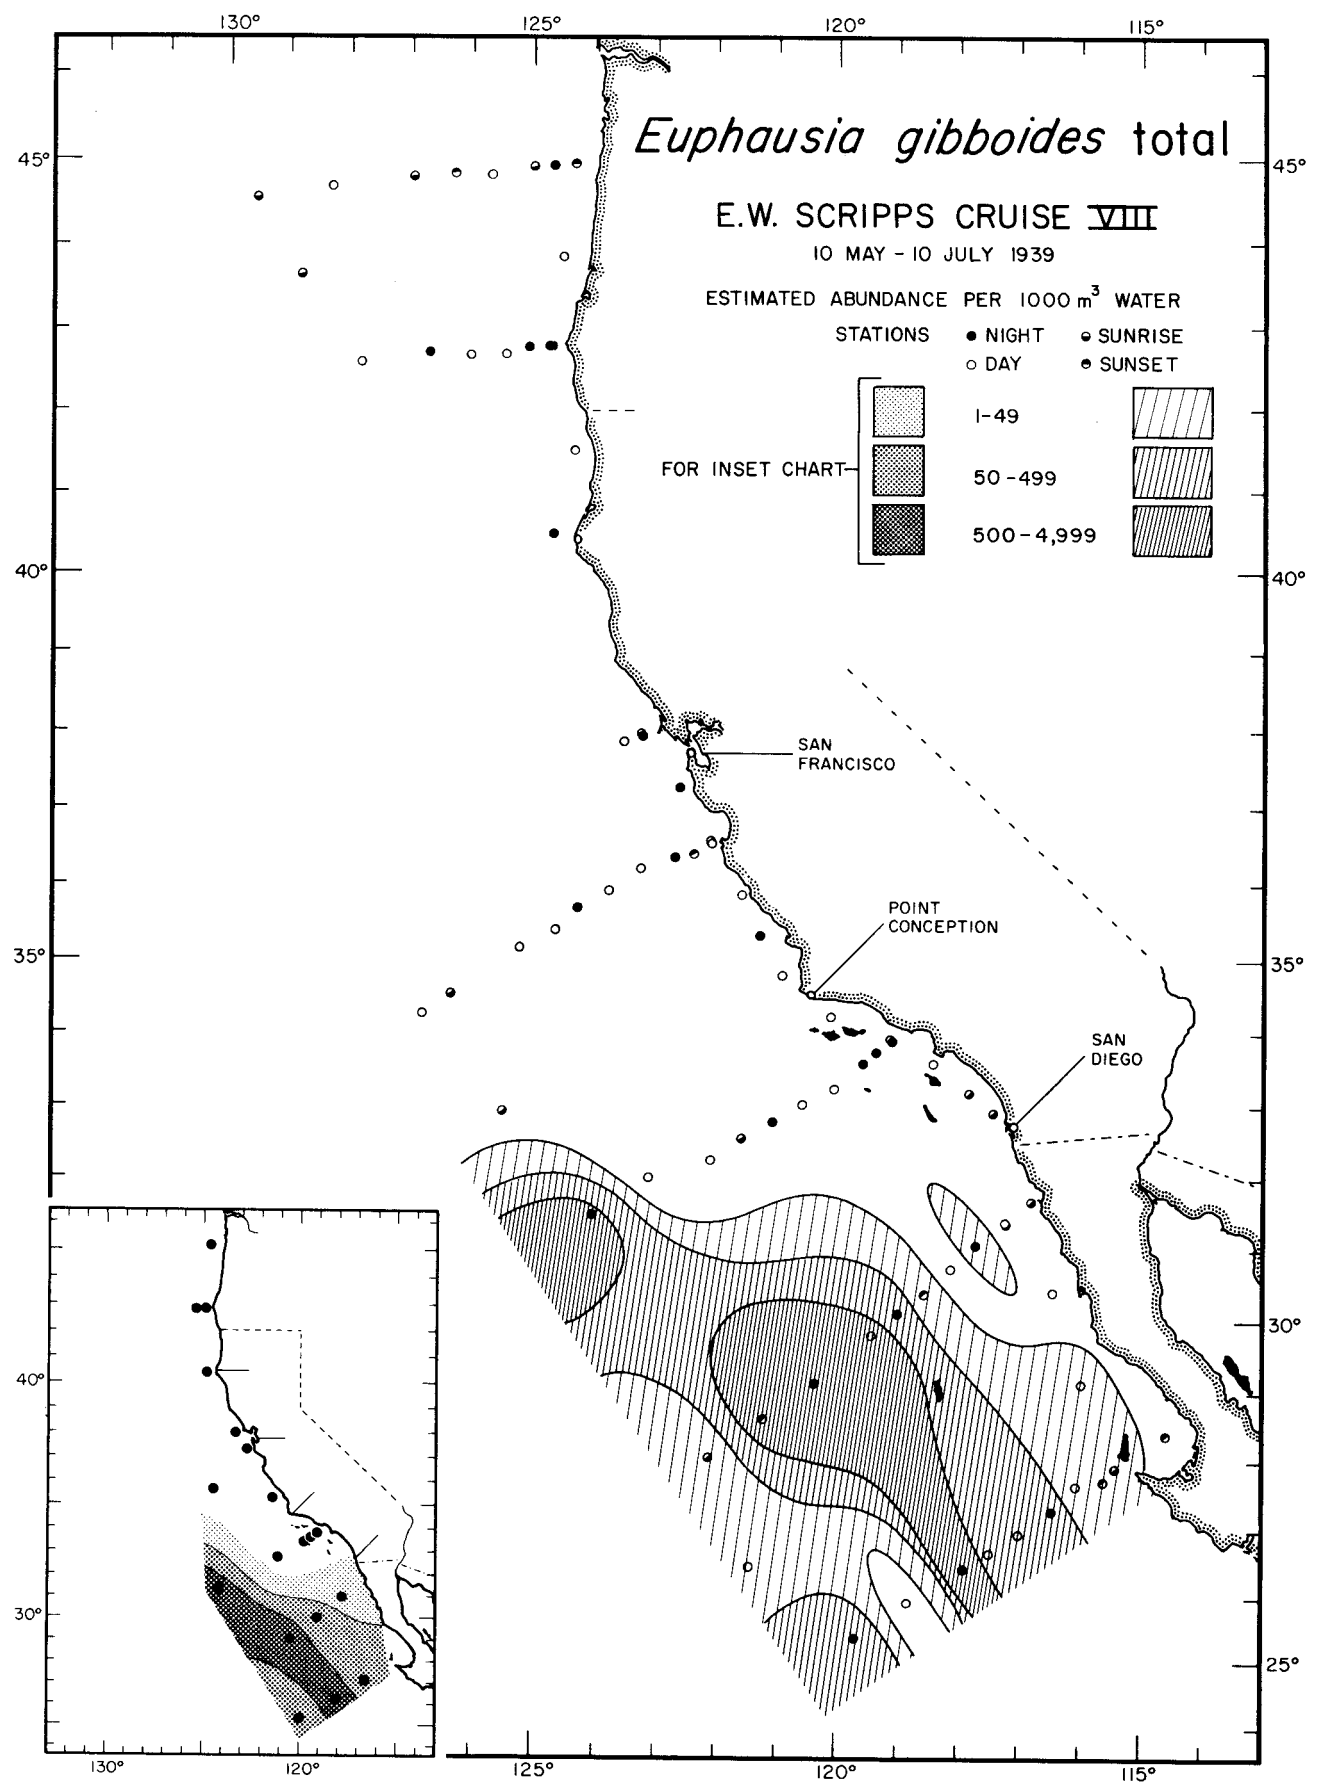 130° 125° 120° 115°
Euphausia gibboides total
45° 45°
E.W. SCRIPPS CRUISE VIII
10 MAY – 10 JULY 1939
ESTIMATED ABUNDANCE PER 1000 m³ WATER
STATIONS NIGHT SUNRISE
DAY SUNSET
1–49
FOR INSET CHART 50–499
500–4,999
40° 40°
SAN
FRANCISCO
POINT
CONCEPTION
35° 35°
SAN
DIEGO
30°
40°
30°
25°
130° 120° 125° 120° 115°